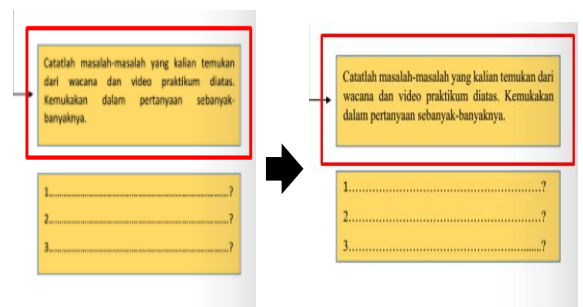 Catatlah masalah-masalah yang kalian temukan
dari wacana dan video praktikum diatas.
Kemukakan dalam pertanyaan sebanyak-
banyaknya.
1..........................................................?
2..........................................................?
3..........................................................?
Catatlah masalah-masalah yang kalian temukan dari
wacana dan video praktikum diatas. Kemukakan
dalam pertanyaan sebanyak-banyaknya.
1……………………………………………?
2……………………………………………?
3……………………………………….......?